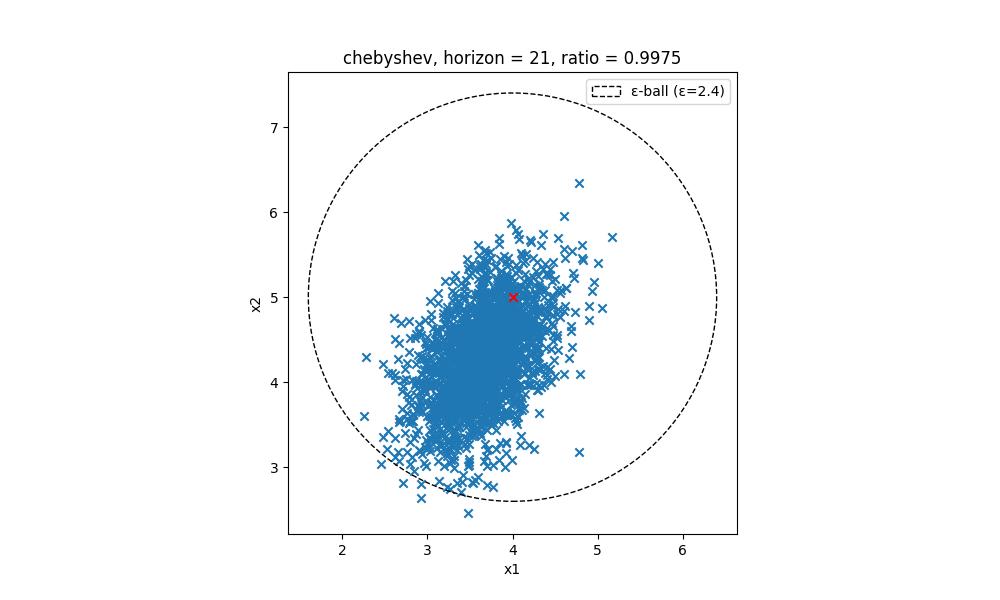 chebyshev, horizon = 21, ratio = 0.9975
ε-ball (ε=2.4)
7
6
5
4
3
x2
2 3 4 5 6
x1